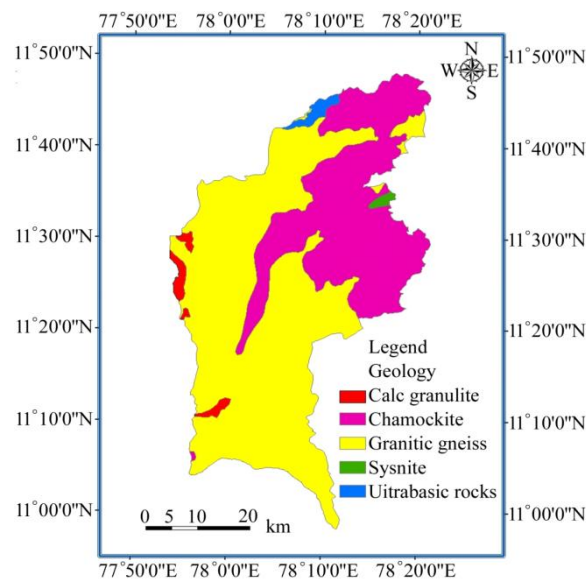 77°50'0"E 78°0'0"E 78°10'0"E 78°20'0"E
11°50'0"N 11°50'0"N
N
W E
S
11°40'0"N 11°40'0"N
11°30'0"N 11°30'0"N
11°20'0"N 11°20'0"N
Legend
Geology
Calc granulite
Chamockite
11°10'0"N 11°10'0"N
Granitic gneiss
Sysnite
Uitrabasic rocks
11°00'0"N 11°00'0"N
0 5 10 20
km
77°50'0"E 78°0'0"E 78°10'0"E 78°20'0"E